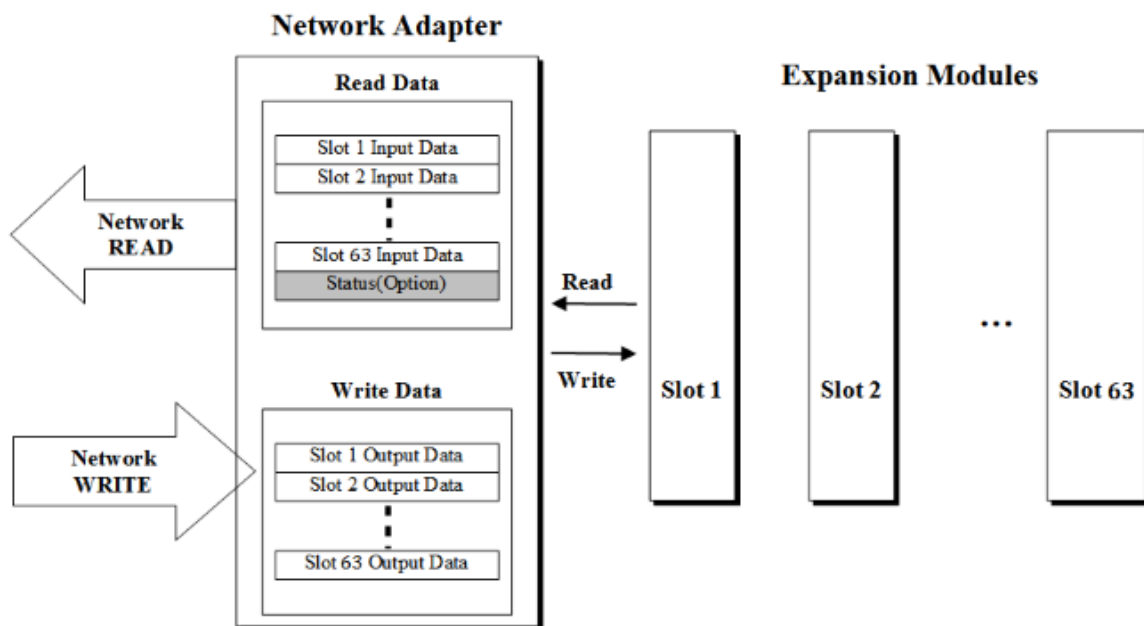 Network Adapter
Expansion Modules
Read Data
Slot 1 Input Data
Slot 2 Input Data
Slot 63 Input Data
Status(Option)
Network
READ
Read
Write
Write Data
Slot 1 Output Data
Slot 2 Output Data
Slot 63 Output Data
Network
WRITE
Slot 1
Slot 2
...
Slot 63